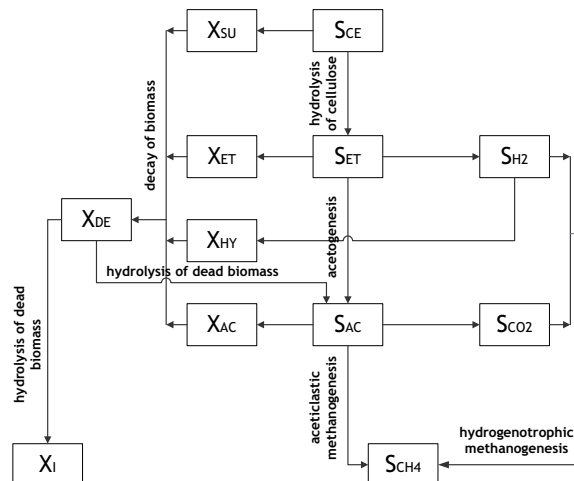 XSU
SCE
hydrolysis
of cellulose
decay of biomass
XET
SET
SH2
XDE
acetogenesis
XHY
hydrolysis of dead biomass
XAC
SAC
SCO2
hydrolysis of dead
biomass
aceticlastic
methanogenesis
hydrogenotrophic
methanogenesis
XI
SCH4